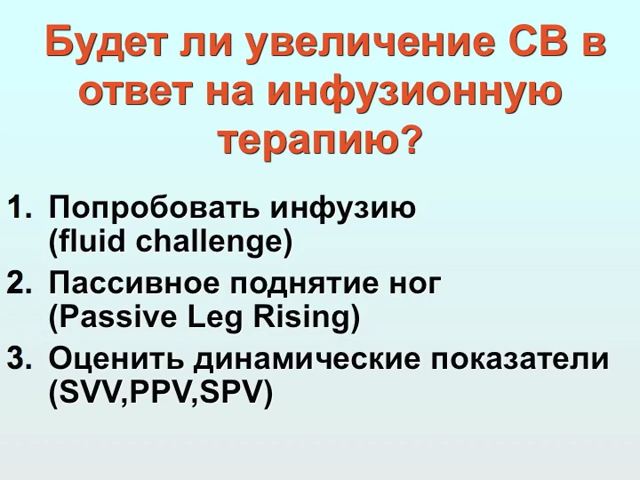 Будет ли увеличение СВ в
ответ на инфузионную
терапию?
1. Попробовать инфузию
(fluid challenge)
2. Пассивное поднятие ног
(Passive Leg Rising)
3. Оценить динамические показатели
(SVV,PPV,SPV)